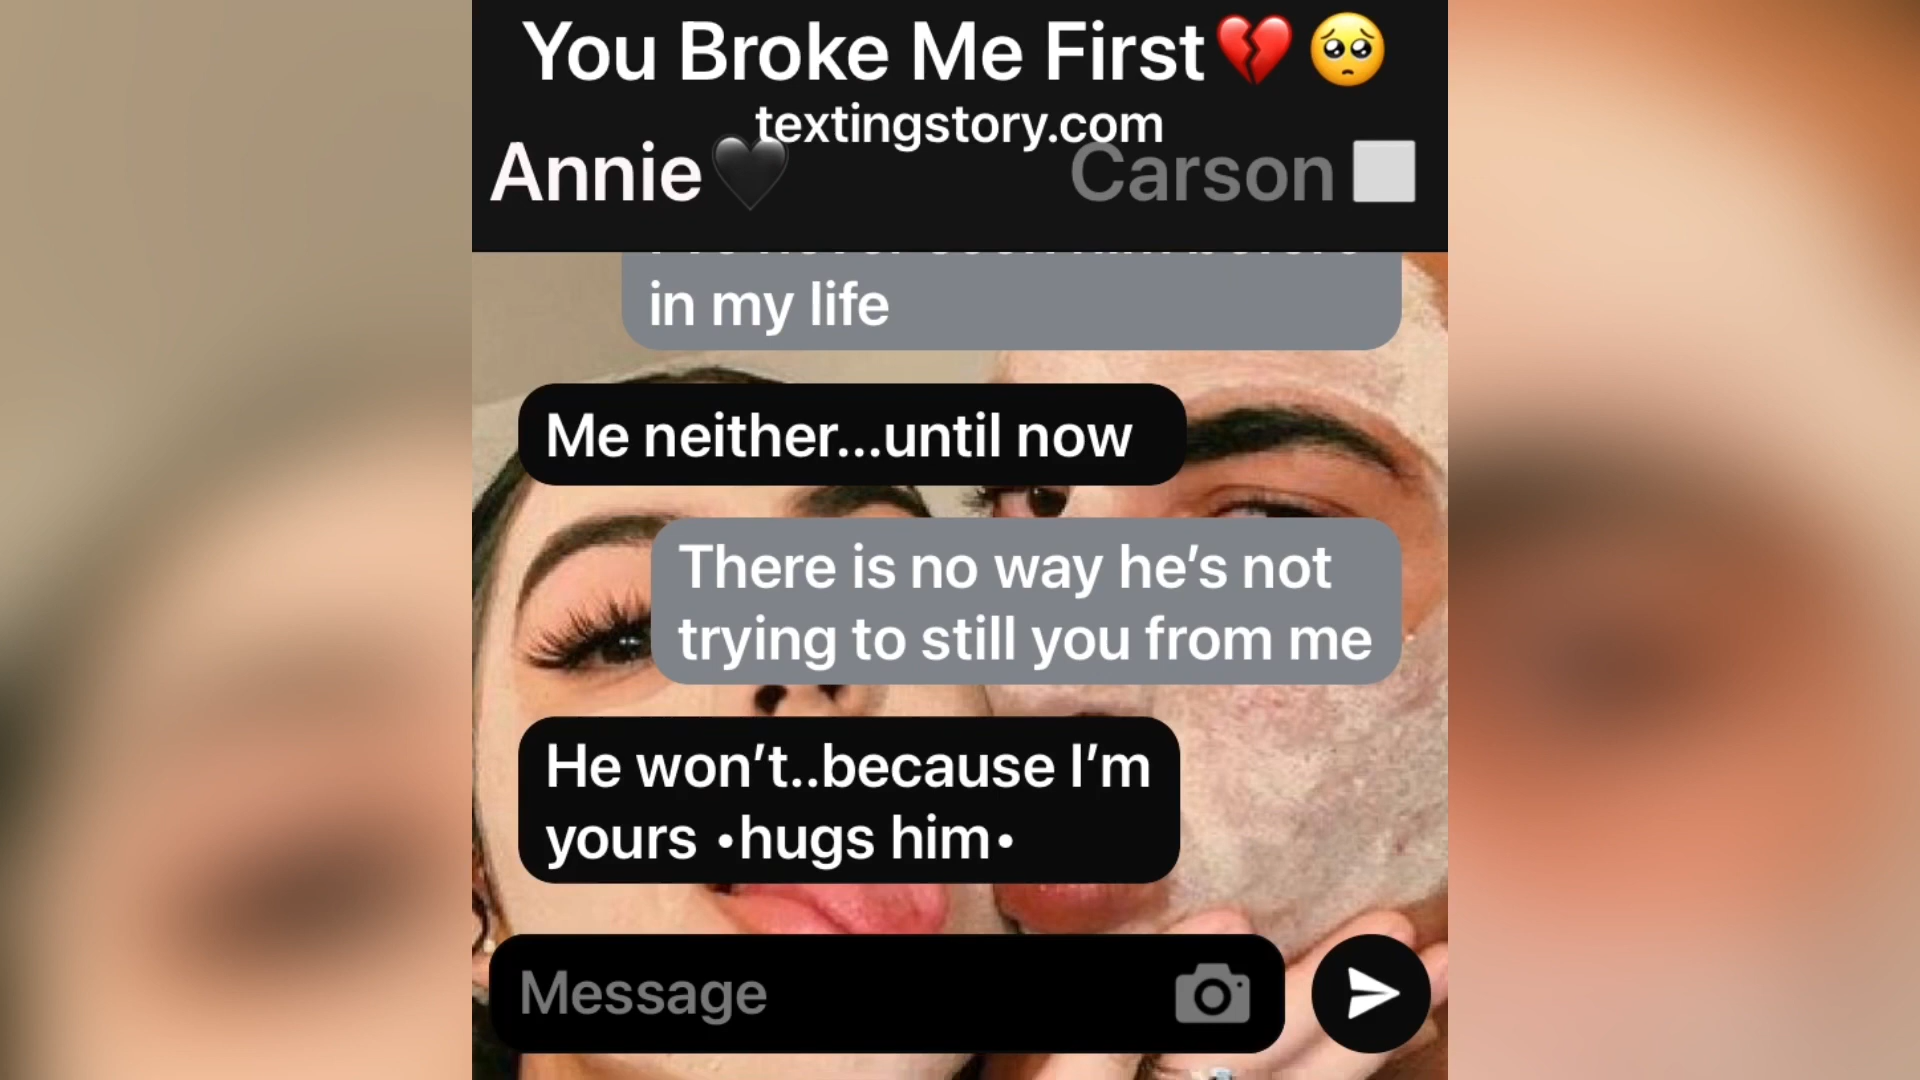 You Broke Me First💔🥺
textingstory.com
Annie🖤 Carson⬜
in my life
Me neither...until now
There is no way he’s not
trying to still you from me
He won’t..because I’m
yours •hugs him•
Message